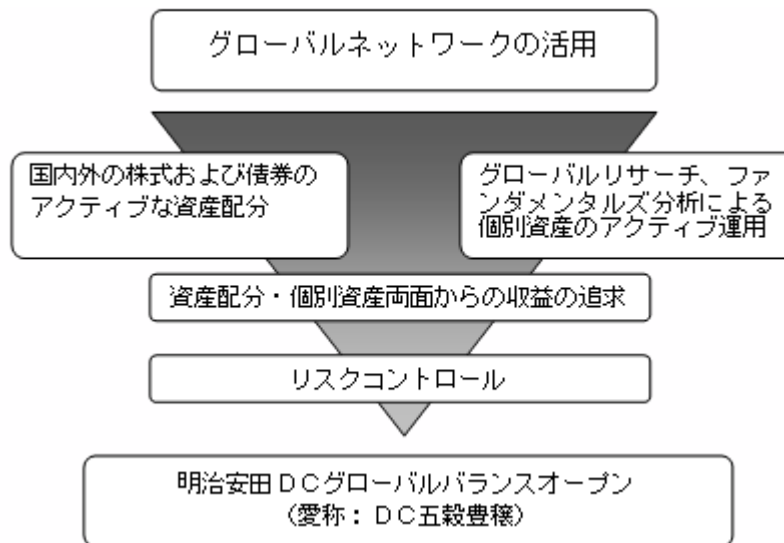 グローバルネットワークの活用
国内外の株式および債券の
アクティブな資産配分
グローバルリサーチ、ファ
ンダメンタルズ分析による
個別資産のアクティブ運用
資産配分・個別資産両面からの収益の追求
リスクコントロール
明治安田ＤＣグローバルバランスオープン
（愛称：ＤＣ五穀豊穣）